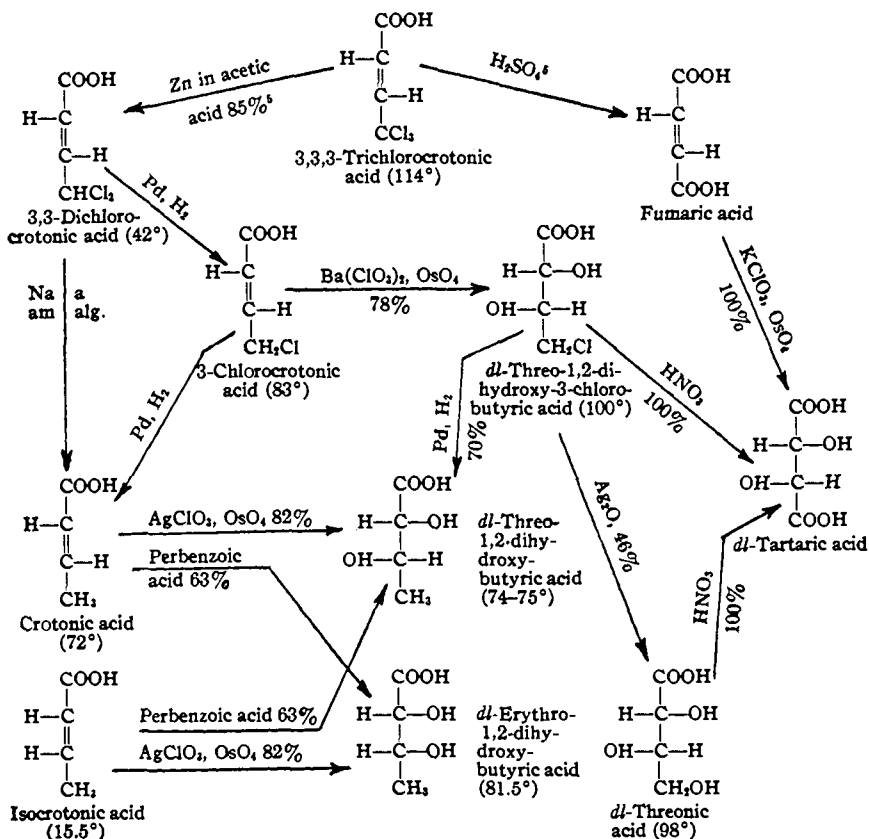 COOH
H—C
C—H
CCl₃
3,3,3-Trichlorocrotonic
acid (114°)
Zn in acetic
acid 85%⁵
H₂SO₄⁵
COOH
H—C
C—H
CHCl₂
3,3-Dichloro-
crotonic acid (42°)
COOH
H—C
C—H
COOH
Fumaric acid
Pd, H₂
Na a
am alg.
COOH
H—C
C—H
CH₂Cl
3-Chlorocrotonic
acid (83°)
Ba(ClO₃)₂, OsO₄
78%
COOH
H—C—OH
HO—C—H
CH₂Cl
dl-Threo-1,2-di-
hydroxy-3-chloro-
butyric acid (100°)
KClO₃, OsO₄
100%
Pd, H₂
Pd, H₂
70%
HNO₃
100%
Ag₂O, 46%
COOH
H—C—OH
OH—C—H
COOH
dl-Tartaric acid
COOH
H—C
C—H
CH₃
Crotonic acid
(72°)
AgClO₃, OsO₄ 82%
Perbenzoic
acid 63%
COOH
H—C—OH
OH—C—H
CH₃
dl-Threo-
1,2-dihy-
droxy-
butyric acid
(74–75°)
HNO₃
100%
COOH
H—C
H—C
CH₃
Isocrotonic acid
(15.5°)
Perbenzoic acid 63%
AgClO₃, OsO₄ 82%
COOH
H—C—OH
H—C—OH
CH₃
dl-Erythro-
1,2-dihy-
droxy-
butyric acid
(81.5°)
COOH
H—C—OH
OH—C—H
CH₂OH
dl-Threonic
acid (98°)